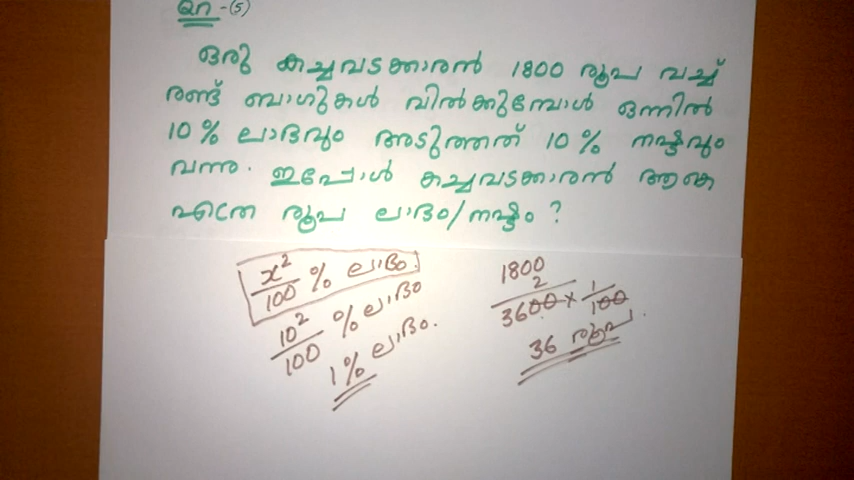 Qn -(5)
ഒരു കച്ചവടക്കാരൻ 1800 രൂപ വച്ച്
രണ്ട് ബാഗുകൾ വിൽക്കുമ്പോൾ ഒന്നിൽ
10 % ലാഭവും അടുത്തത് 10 % നഷ്ടവും
വന്നു. ഇപ്പോൾ കച്ചവടക്കാരൻ ആകെ
എത്ര രൂപ ലാഭം/നഷ്ടം ?
x²/100 % ലാഭം.
10²/100 % ലാഭം
1% ലാഭം.
1800
2
3600 x 1/100
36 രൂപ